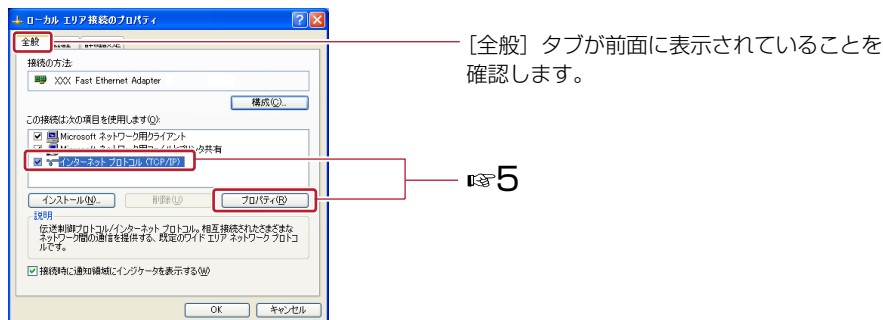 ローカル エリア接続のプロパティ
全般
接続の方法:
XXX Fast Ethernet Adapter
構成(C)...
この接続は次の項目を使用します(O):
Microsoft ネットワーク用クライアント
インターネット プロトコル (TCP/IP)
インストール(N)...
削除(U)
プロパティ(R)
説明
伝送制御プロトコル/インターネット プロトコル。相互接続されたさまざまな
ネットワーク間の通信を提供する、既定のワイド エリア ネットワーク プロトコ
ルです。
接続時に通知領域にインジケータを表示する(W)
OK
キャンセル
［全般］タブが前面に表示されていることを
確認します。
☞5